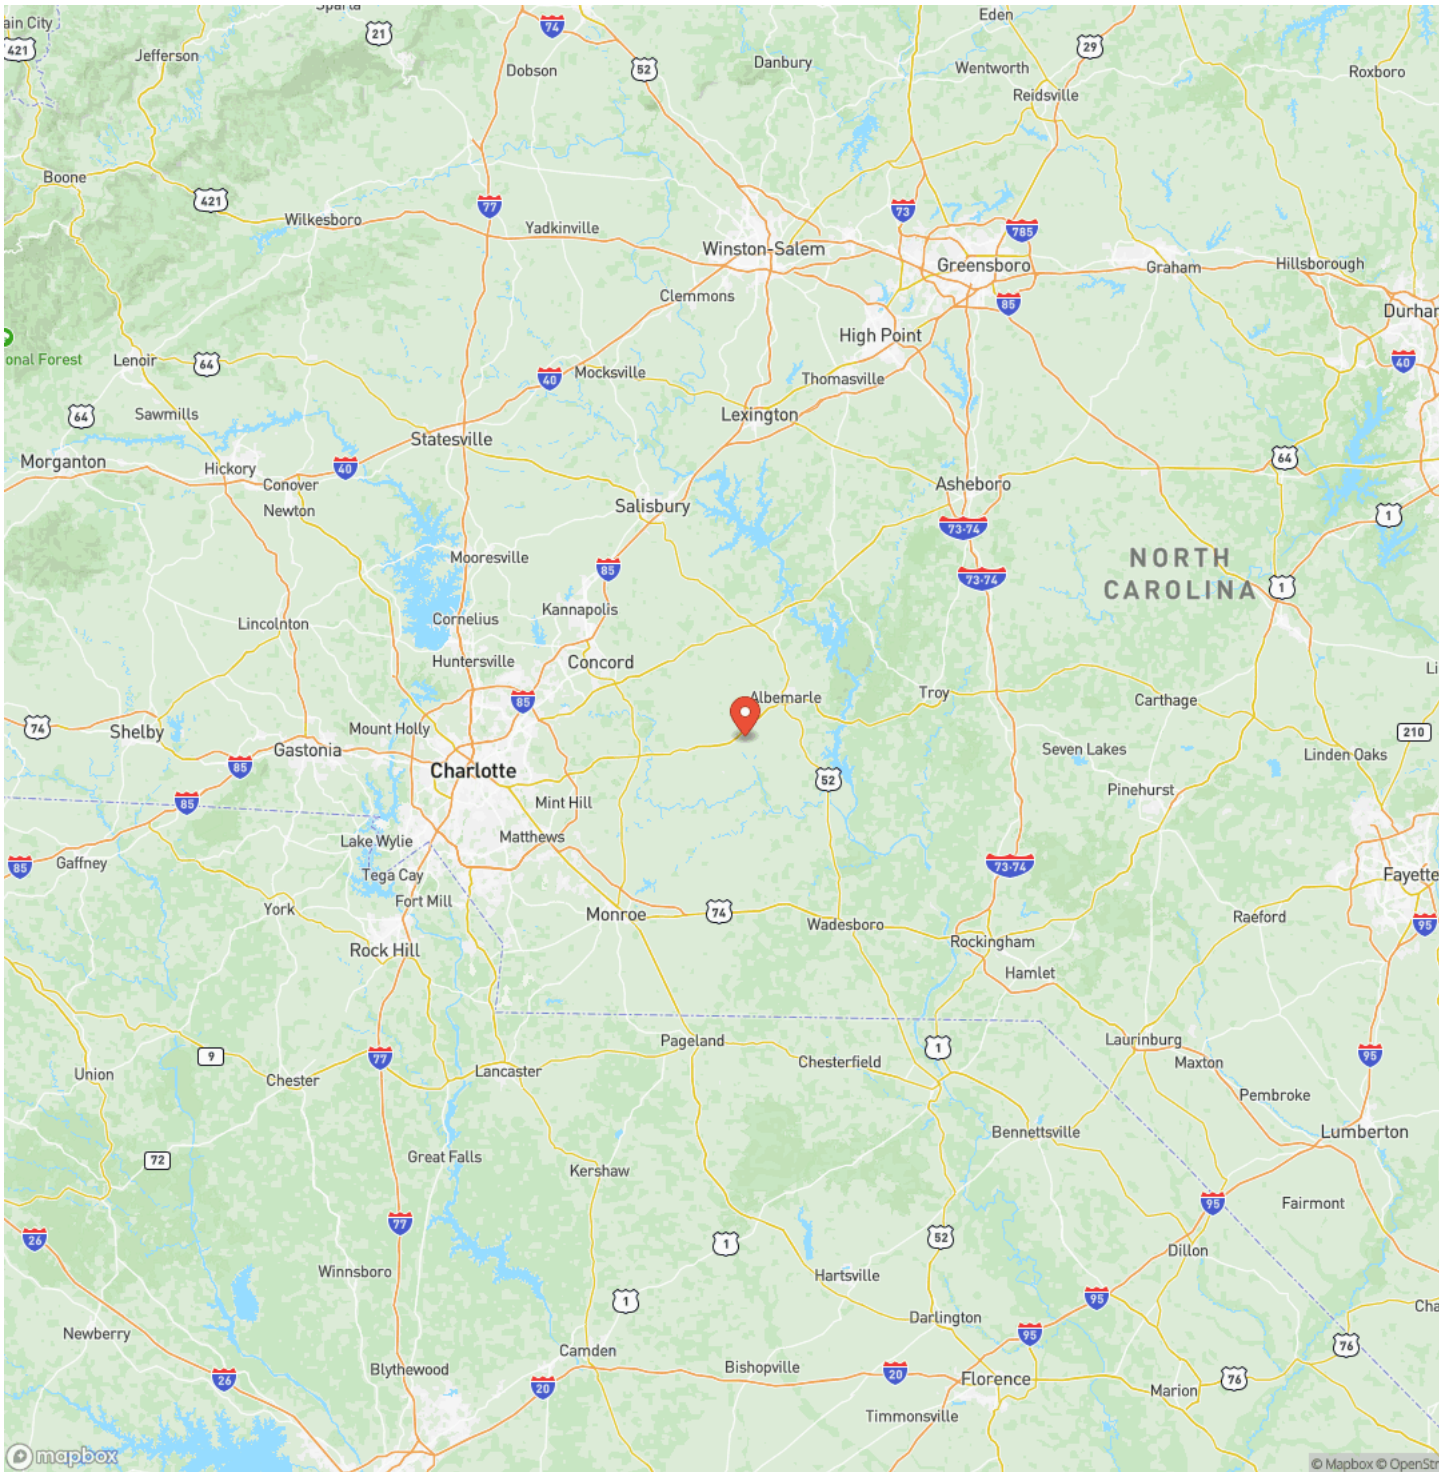 Sparta
Eden
ain City
21
74
29
421
Jefferson
Dobson
52
Danbury
Wentworth
Roxboro
Reidsville
Boone
421
77
73
Wilkesboro
Yadkinville
785
Winston-Salem
Greensboro
Graham
Hillsborough
Clemmons
85
Durhar
High Point
onal Forest
Lenoir
64
40
Mocksville
Thomasville
40
64
Sawmills
Lexington
Statesville
64
Morganton
Hickory
40
Conover
Asheboro
Newton
Salisbury
1
73-74
Mooresville
85
NORTH
CAROLINA
73-74
1
Kannapolis
Lincolnton
Cornelius
Huntersville
Concord
Li
85
Albemarle
Troy
Carthage
74
Shelby
Mount Holly
210
Gastonia
Seven Lakes
Linden Oaks
85
Charlotte
52
Pinehurst
85
Mint Hill
Matthews
Lake Wylie
85
Gaffney
73-74
Tega Cay
Fayette
Fort Mill
York
Monroe
74
Wadesboro
Raeford
95
Rock Hill
Rockingham
Hamlet
Pageland
1
Laurinburg
9
77
Chesterfield
Maxton
95
Union
Chester
Lancaster
Pembroke
Bennettsville
Lumberton
72
Great Falls
Kershaw
95
Fairmont
77
26
1
52
Dillon
Winnsboro
Hartsville
1
95
Cha
Darlington
Newberry
95
76
Camden
Blythewood
Bishopville
20
26
20
Florence
76
Marion
Timmonsville
mapbox
© Mapbox © OpenStr